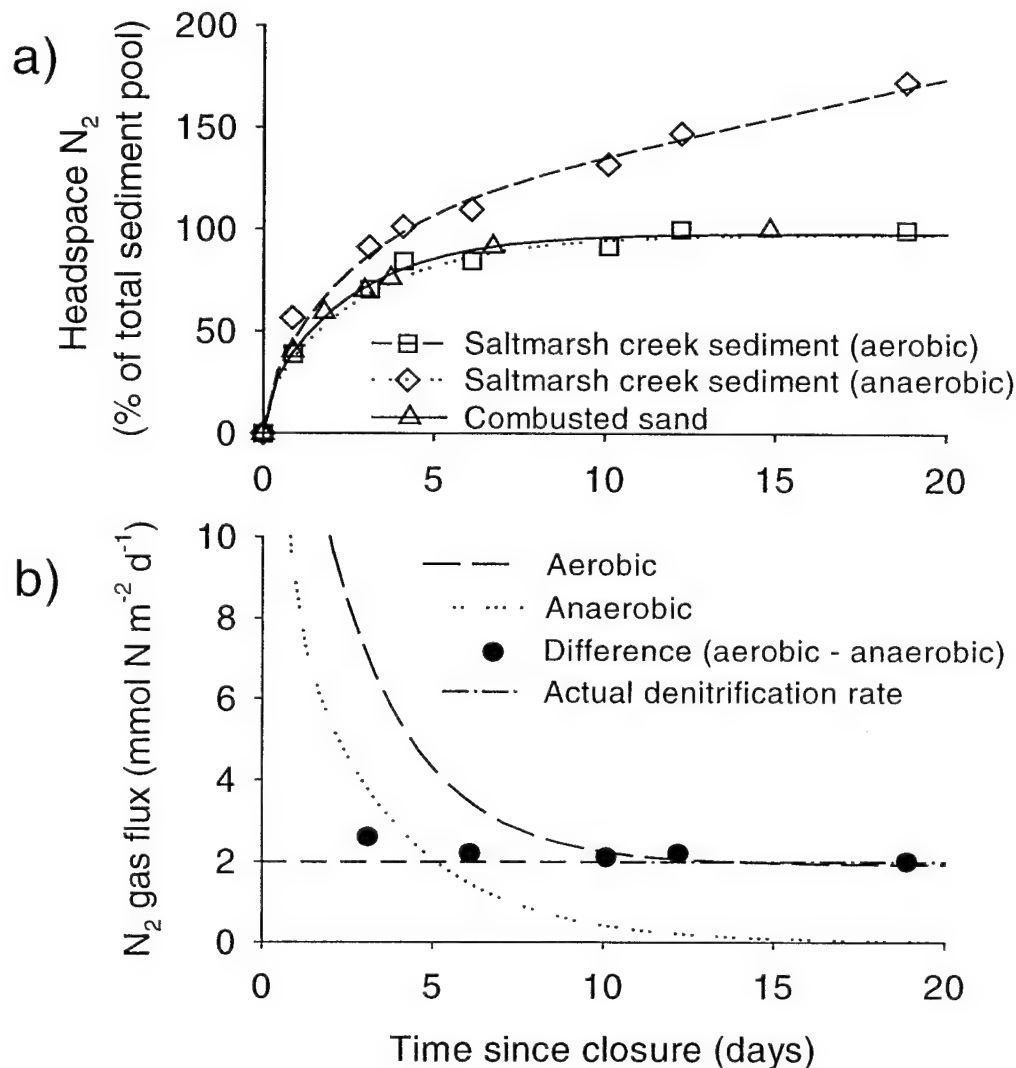 a)
Headspace N₂
(% of total sediment pool)
200
150
100
50
0
Saltmarsh creek sediment (aerobic)
Saltmarsh creek sediment (anaerobic)
Combusted sand
0 5 10 15 20
b)
N₂ gas flux (mmol N m⁻² d⁻¹)
10
8
6
4
2
0
Aerobic
Anaerobic
Difference (aerobic - anaerobic)
Actual denitrification rate
0 5 10 15 20
Time since closure (days)